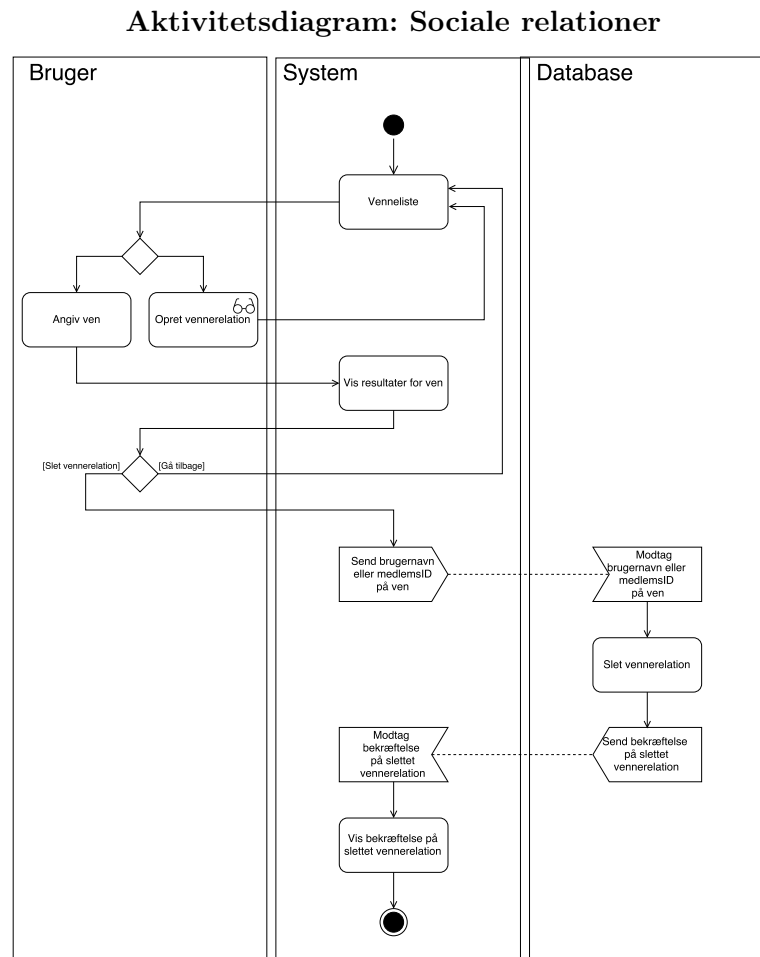 Aktivitetsdiagram: Sociale relationer
Bruger
System
Database
Venneliste
Angiv ven
Opret vennerelation
Vis resultater for ven
[Slet vennerelation]
[Gå tilbage]
Send brugernavn
eller medlemsID
på ven
Modtag
brugernavn eller
medlemsID
på ven
Slet vennerelation
Modtag
bekræftelse
på slettet
vennerelation
Send bekræftelse
på slettet
vennerelation
Vis bekræftelse på
slettet vennerelation